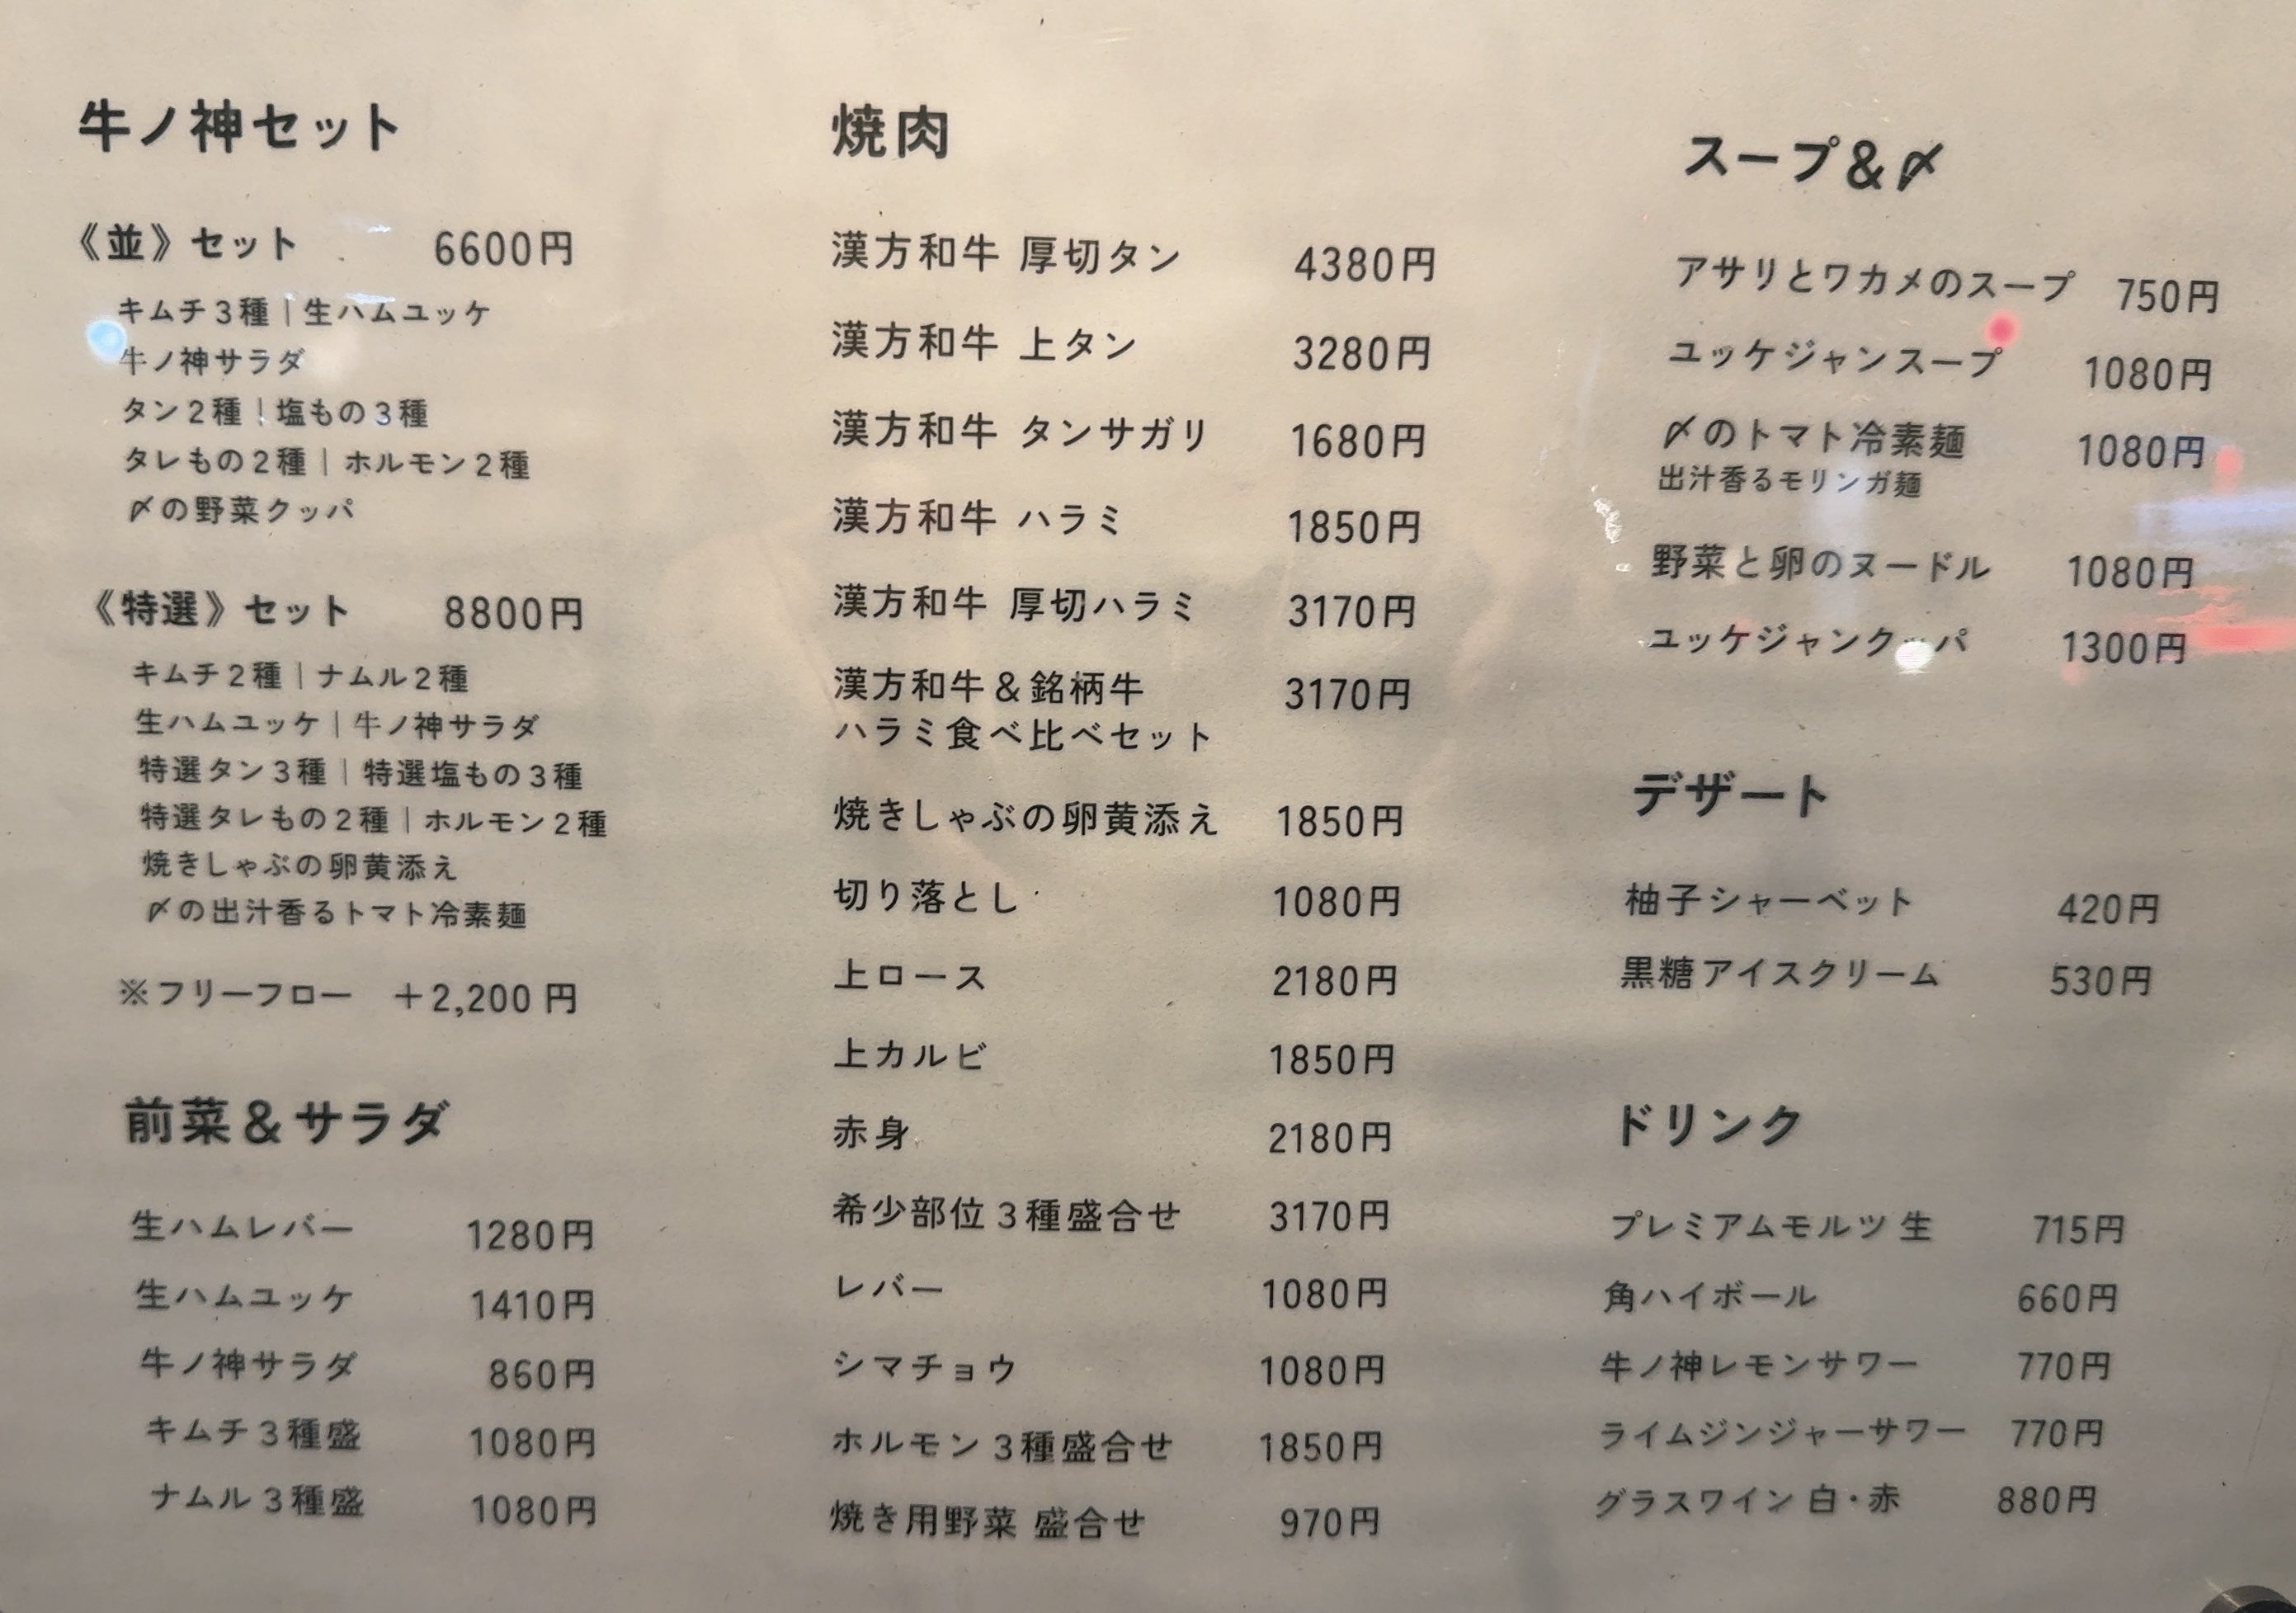 牛ノ神セット
《並》セット 6600円
キムチ3種｜生ハムユッケ
牛ノ神サラダ
タン2種｜塩もの3種
タレもの2種｜ホルモン2種
〆の野菜クッパ
《特選》セット 8800円
キムチ2種｜ナムル2種
生ハムユッケ｜牛ノ神サラダ
特選タン3種｜特選塩もの3種
特選タレもの2種｜ホルモン2種
焼きしゃぶの卵黄添え
〆の出汁香るトマト冷素麺
※フリーフロー +2,200円
前菜&サラダ
生ハムレバー 1280円
生ハムユッケ 1410円
牛ノ神サラダ 860円
キムチ3種盛 1080円
ナムル3種盛 1080円
焼肉
漢方和牛 厚切タン 4380円
漢方和牛 上タン 3280円
漢方和牛 タンサガリ 1680円
漢方和牛 ハラミ 1850円
漢方和牛 厚切ハラミ 3170円
漢方和牛&銘柄牛 3170円
ハラミ食べ比べセット
焼きしゃぶの卵黄添え 1850円
切り落とし 1080円
上ロース 2180円
上カルビ 1850円
赤身 2180円
希少部位3種盛合せ 3170円
レバー 1080円
シマチョウ 1080円
ホルモン3種盛合せ 1850円
焼き用野菜 盛合せ 970円
スープ&〆
アサリとワカメのスープ 750円
ユッケジャンスープ 1080円
〆のトマト冷素麺 1080円
出汁香るモリンガ麺
野菜と卵のヌードル 1080円
ユッケジャンクッパ 1300円
デザート
柚子シャーベット 420円
黒糖アイスクリーム 530円
ドリンク
プレミアムモルツ 生 715円
角ハイボール 660円
牛ノ神レモンサワー 770円
ライムジンジャーサワー 770円
グラスワイン 白・赤 880円